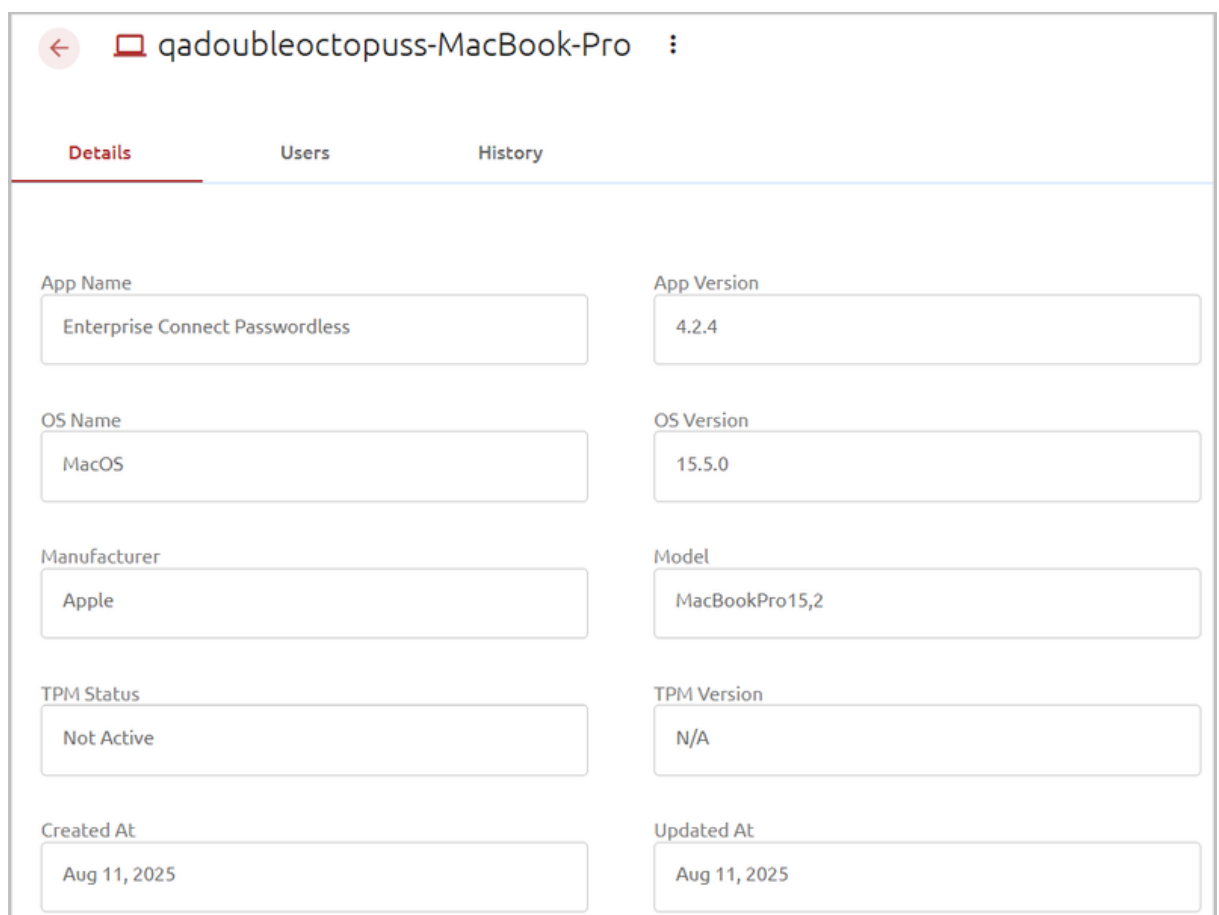 qadoubleoctopuss-MacBook-Pro
Details Users History
App Name App Version
Enterprise Connect Passwordless 4.2.4
OS Name OS Version
MacOS 15.5.0
Manufacturer Model
Apple MacBookPro15,2
TPM Status TPM Version
Not Active N/A
Created At Updated At
Aug 11, 2025 Aug 11, 2025